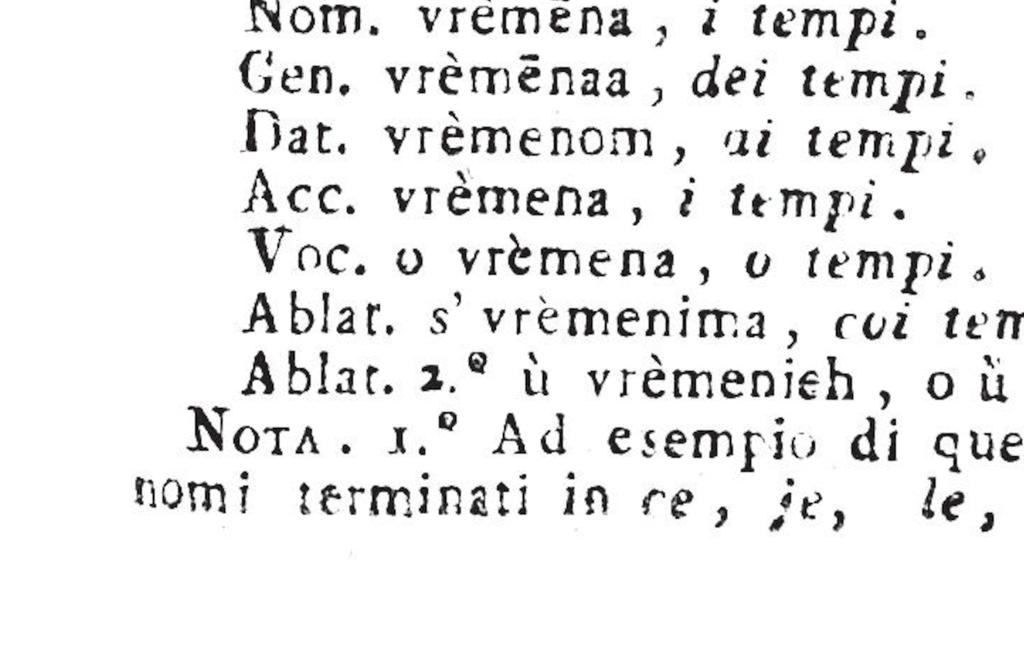 Nom. vrèmēna, i tempi.
Gen. vrèmēnaa, dei tempi.
Dat. vrèmenom, ai tempi.
Acc. vrèmena, i tempi.
Voc. o vrèmena, o tempi.
Ablat. s' vrèmenima, coi tem
Ablat. 2.º ù vrèmenieh, o ù
NOTA. 1.º Ad esempio di que
nomi terminati in ce, je, le,